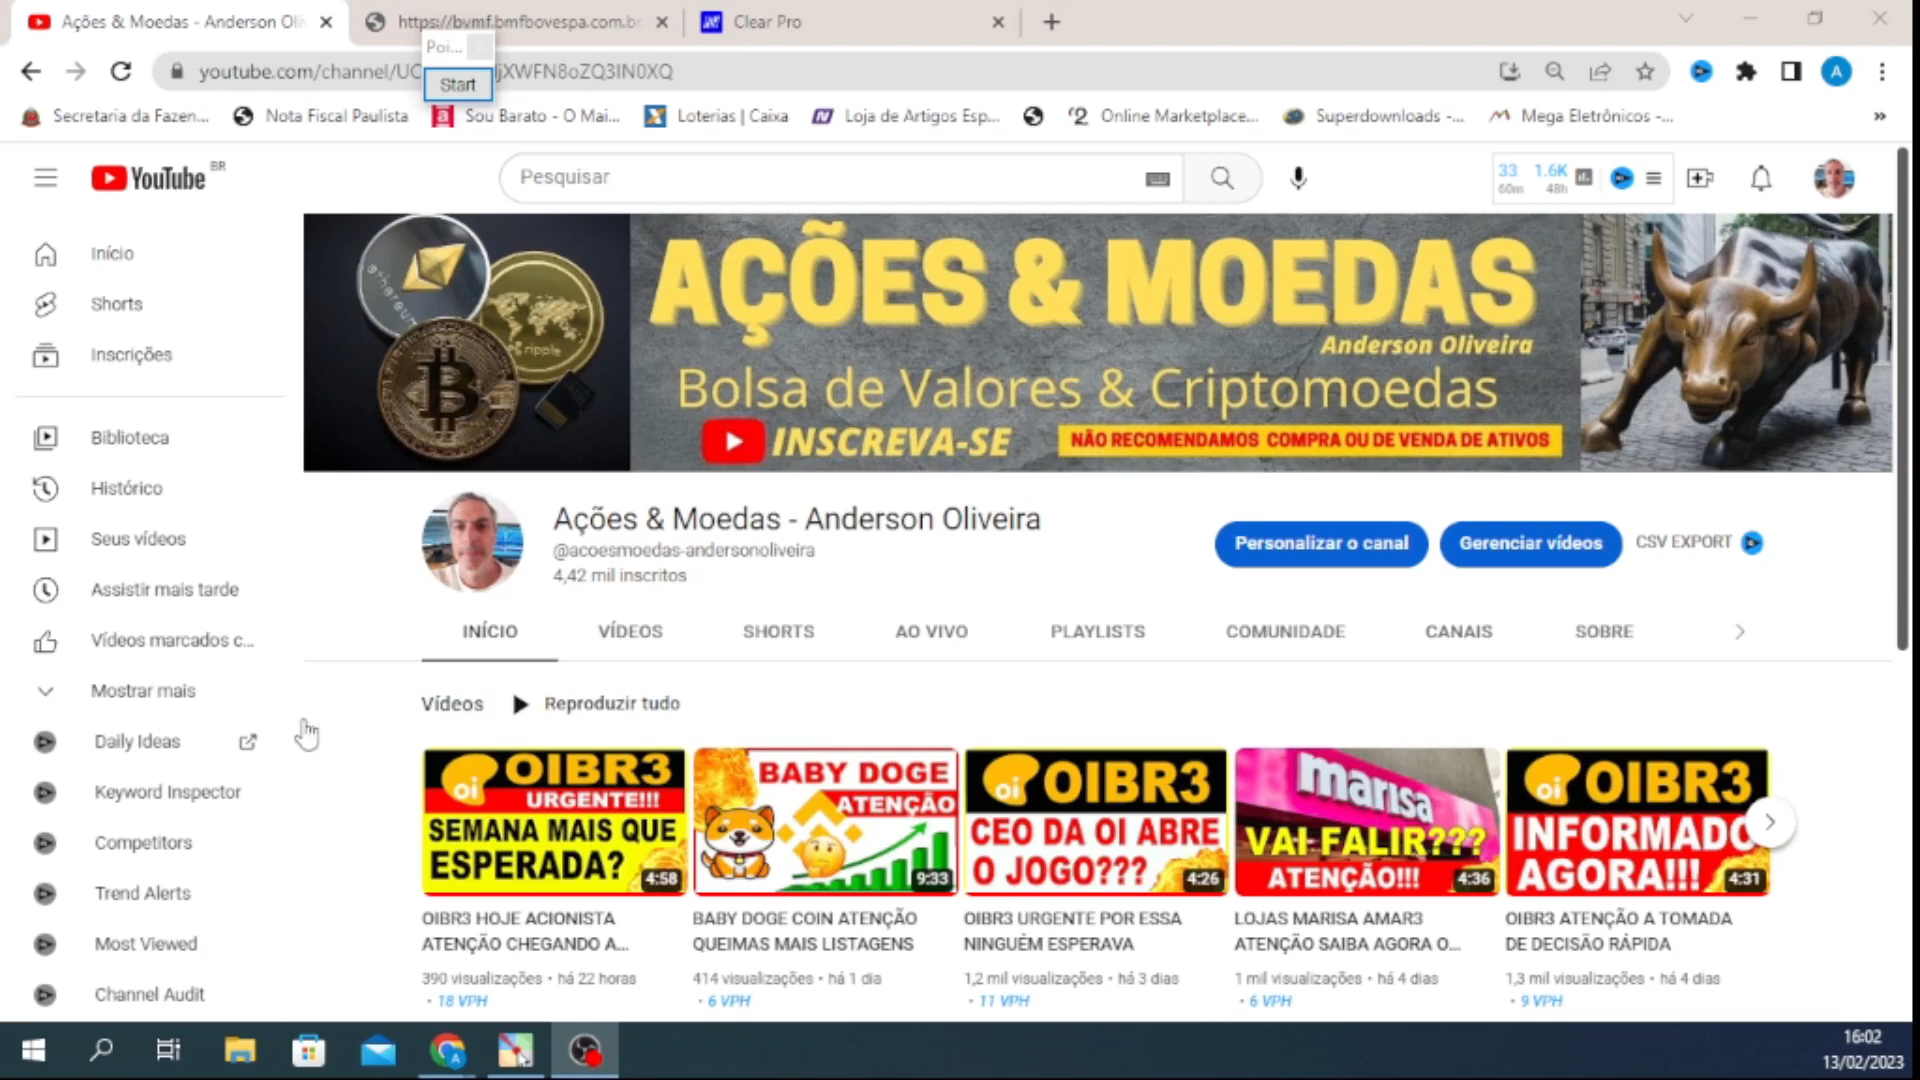 Ações & Moedas - Anderson Oli
https://bvmf.bmfbovespa.com.br
Clear Pro
Poi...
Start
youtube.com/channel/UC
jXWFN8oZQ3IN0XQ
A
Secretaria da Fazen...
Nota Fiscal Paulista
Sou Barato - O Mai...
Loterias | Caixa
Loja de Artigos Esp...
Online Marketplace...
Superdownloads -...
Mega Eletrônicos -...
»
YouTube BR
Pesquisar
33 1.6K
60m 48h
Início
Shorts
Inscrições
Biblioteca
Histórico
Seus vídeos
Assistir mais tarde
Vídeos marcados c...
Mostrar mais
Daily Ideas
Keyword Inspector
Competitors
Trend Alerts
Most Viewed
Channel Audit
ethereum
ripple
AÇÕES & MOEDAS
Anderson Oliveira
Bolsa de Valores & Criptomoedas
INSCREVA-SE
NÃO RECOMENDAMOS COMPRA OU DE VENDA DE ATIVOS
Ações & Moedas - Anderson Oliveira
@acoesmoedas-andersonoliveira
4,42 mil inscritos
Personalizar o canal
Gerenciar vídeos
CSV EXPORT
INÍCIO
VÍDEOS
SHORTS
AO VIVO
PLAYLISTS
COMUNIDADE
CANAIS
SOBRE
Vídeos
Reproduzir tudo
oi OIBR3
URGENTE!!!
SEMANA MAIS QUE
ESPERADA?
4:58
OIBR3 HOJE ACIONISTA
ATENÇÃO CHEGANDO A...
390 visualizações • há 22 horas
• 18 VPH
BABY DOGE
ATENÇÃO
9:33
BABY DOGE COIN ATENÇÃO
QUEIMAS MAIS LISTAGENS
414 visualizações • há 1 dia
• 6 VPH
oi OIBR3
CEO DA OI ABRE
O JOGO???
4:26
OIBR3 URGENTE POR ESSA
NINGUÉM ESPERAVA
1,2 mil visualizações • há 3 dias
• 11 VPH
marisa
VAI FALIR???
ATENÇÃO!!!
4:36
LOJAS MARISA AMAR3
ATENÇÃO SAIBA AGORA O...
1 mil visualizações • há 4 dias
• 6 VPH
oi OIBR3
INFORMADO
AGORA!!!
4:31
OIBR3 ATENÇÃO A TOMADA
DE DECISÃO RÁPIDA
1,3 mil visualizações • há 4 dias
• 9 VPH
A
16:02
13/02/2023